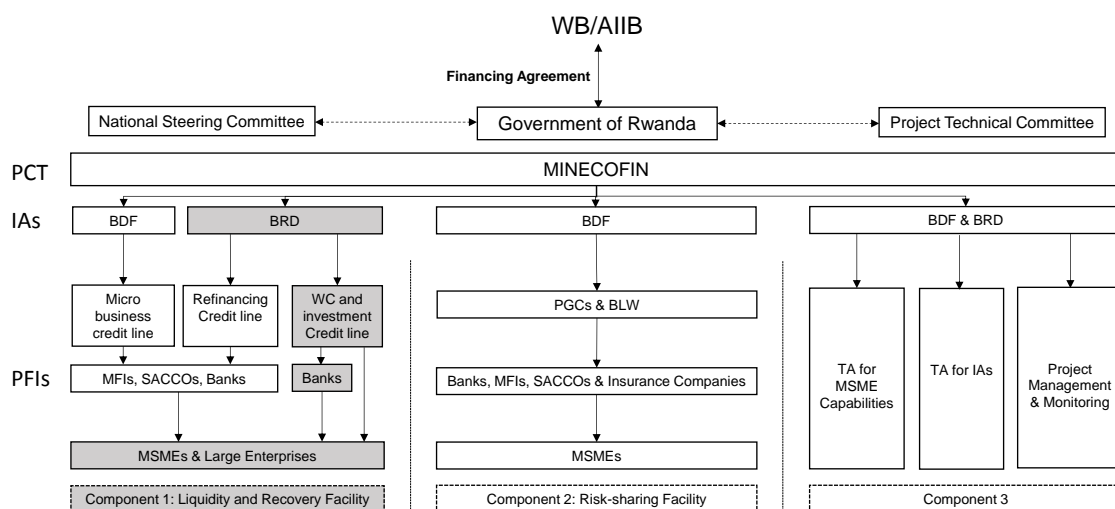 WB/AIIB
Financing Agreement
National Steering Committee
Government of Rwanda
Project Technical Committee
PCT
MINECOFIN
IAs
BDF
BRD
BDF
BDF & BRD
Micro
business
credit line
Refinancing
Credit line
WC and
investment
Credit line
PGCs & BLW
TA for
MSME
Capabilities
TA for IAs
Project
Management
& Monitoring
PFIs
MFIs, SACCOs, Banks
Banks
Banks, MFIs, SACCOs & Insurance Companies
MSMEs & Large Enterprises
MSMEs
Component 1: Liquidity and Recovery Facility
Component 2: Risk-sharing Facility
Component 3